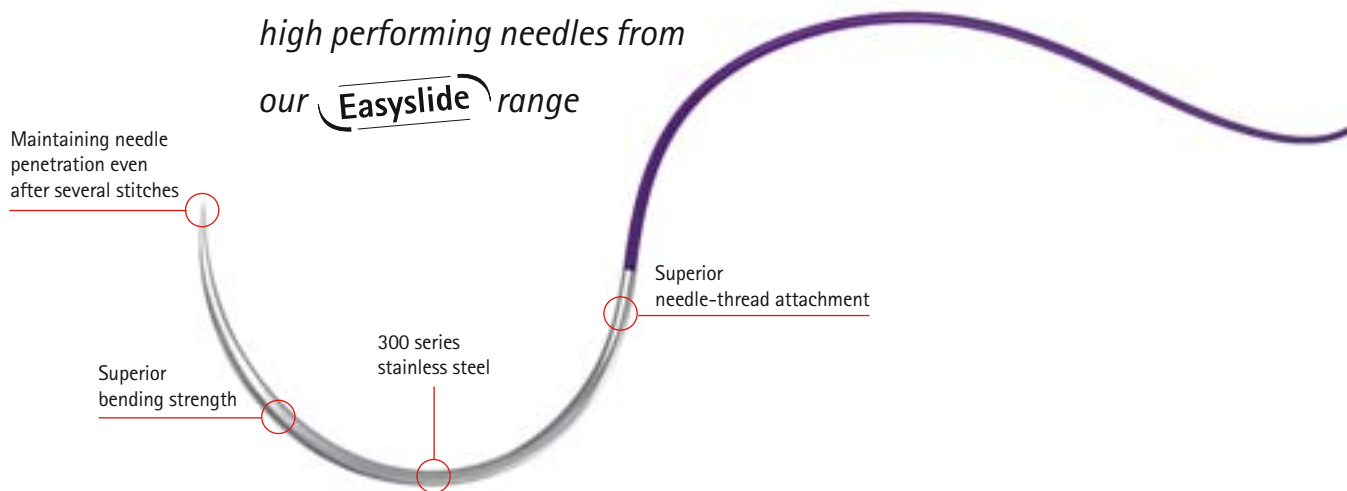 high performing needles from
our Easyslide range
Maintaining needle
penetration even
after several stitches
Superior
needle-thread attachment
300 series
stainless steel
Superior
bending strength